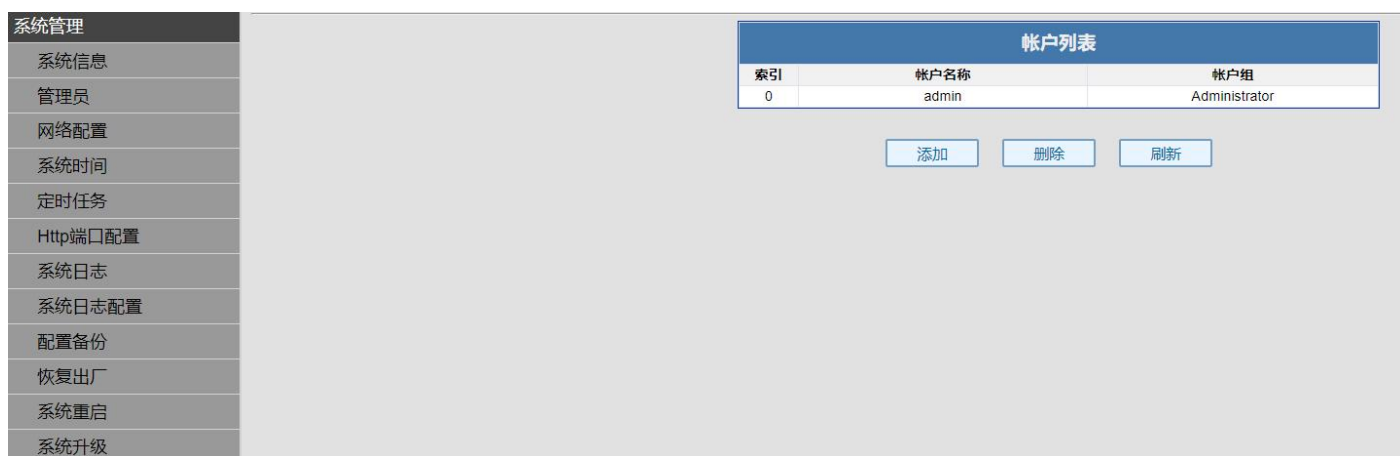 系统管理
系统信息
管理员
网络配置
系统时间
定时任务
Http端口配置
系统日志
系统日志配置
配置备份
恢复出厂
系统重启
系统升级
帐户列表
索引 帐户名称 帐户组
0 admin Administrator
添加 删除 刷新